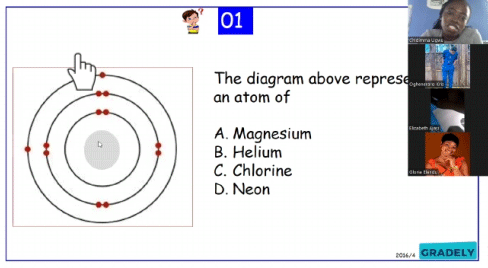 01
The diagram above represe
an atom of
A. Magnesium
B. Helium
C. Chlorine
D. Neon
2016/4
GRADELY